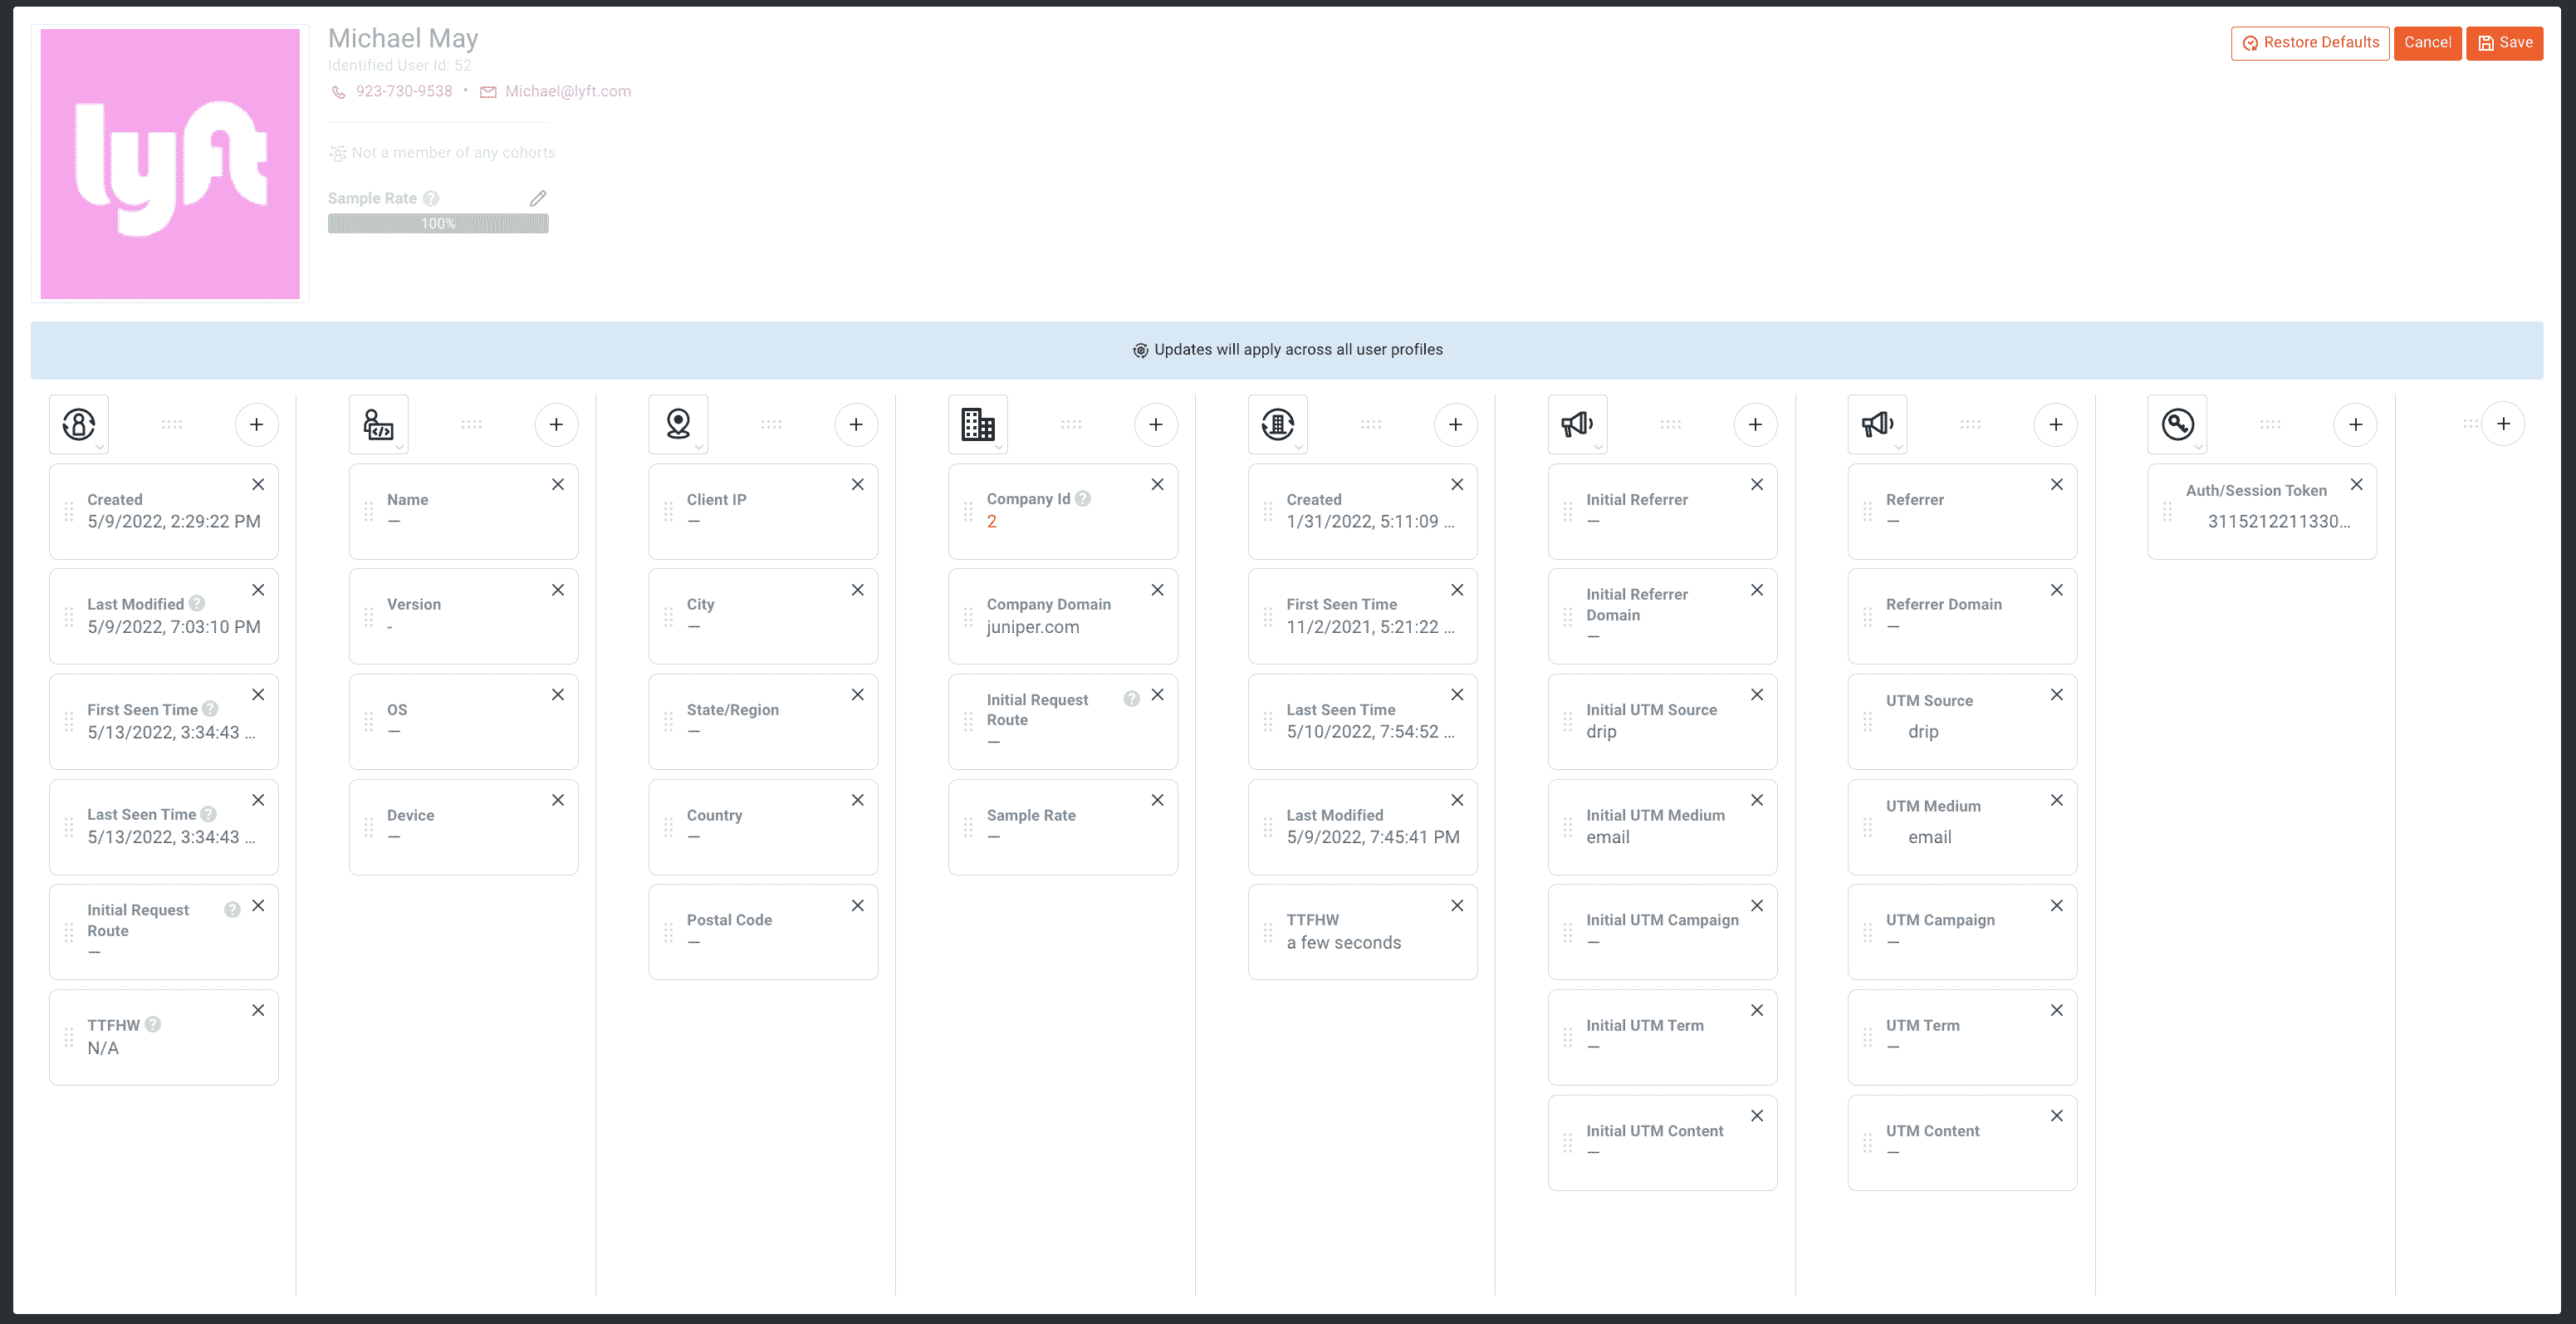 lyft
Michael May
Identified User Id: 52
923-730-9538 • Michael@lyft.com
Not a member of any cohorts
Sample Rate
100%
Restore Defaults
Cancel
Save
Updates will apply across all user profiles
Created
5/9/2022, 2:29:22 PM
Last Modified
5/9/2022, 7:03:10 PM
First Seen Time
5/13/2022, 3:34:43 ...
Last Seen Time
5/13/2022, 3:34:43 ...
Initial Request
Route
—
TTFHW
N/A
Name
—
Version
-
OS
—
Device
—
Client IP
—
City
—
State/Region
—
Country
—
Postal Code
—
Company Id
2
Company Domain
juniper.com
Initial Request
Route
—
Sample Rate
—
Created
1/31/2022, 5:11:09 ...
First Seen Time
11/2/2021, 5:21:22 ...
Last Seen Time
5/10/2022, 7:54:52 ...
Last Modified
5/9/2022, 7:45:41 PM
TTFHW
a few seconds
Initial Referrer
—
Initial Referrer
Domain
—
Initial UTM Source
drip
Initial UTM Medium
email
Initial UTM Campaign
—
Initial UTM Term
—
Initial UTM Content
—
Referrer
—
Referrer Domain
—
UTM Source
drip
UTM Medium
email
UTM Campaign
—
UTM Term
—
UTM Content
—
Auth/Session Token
3115212211330...